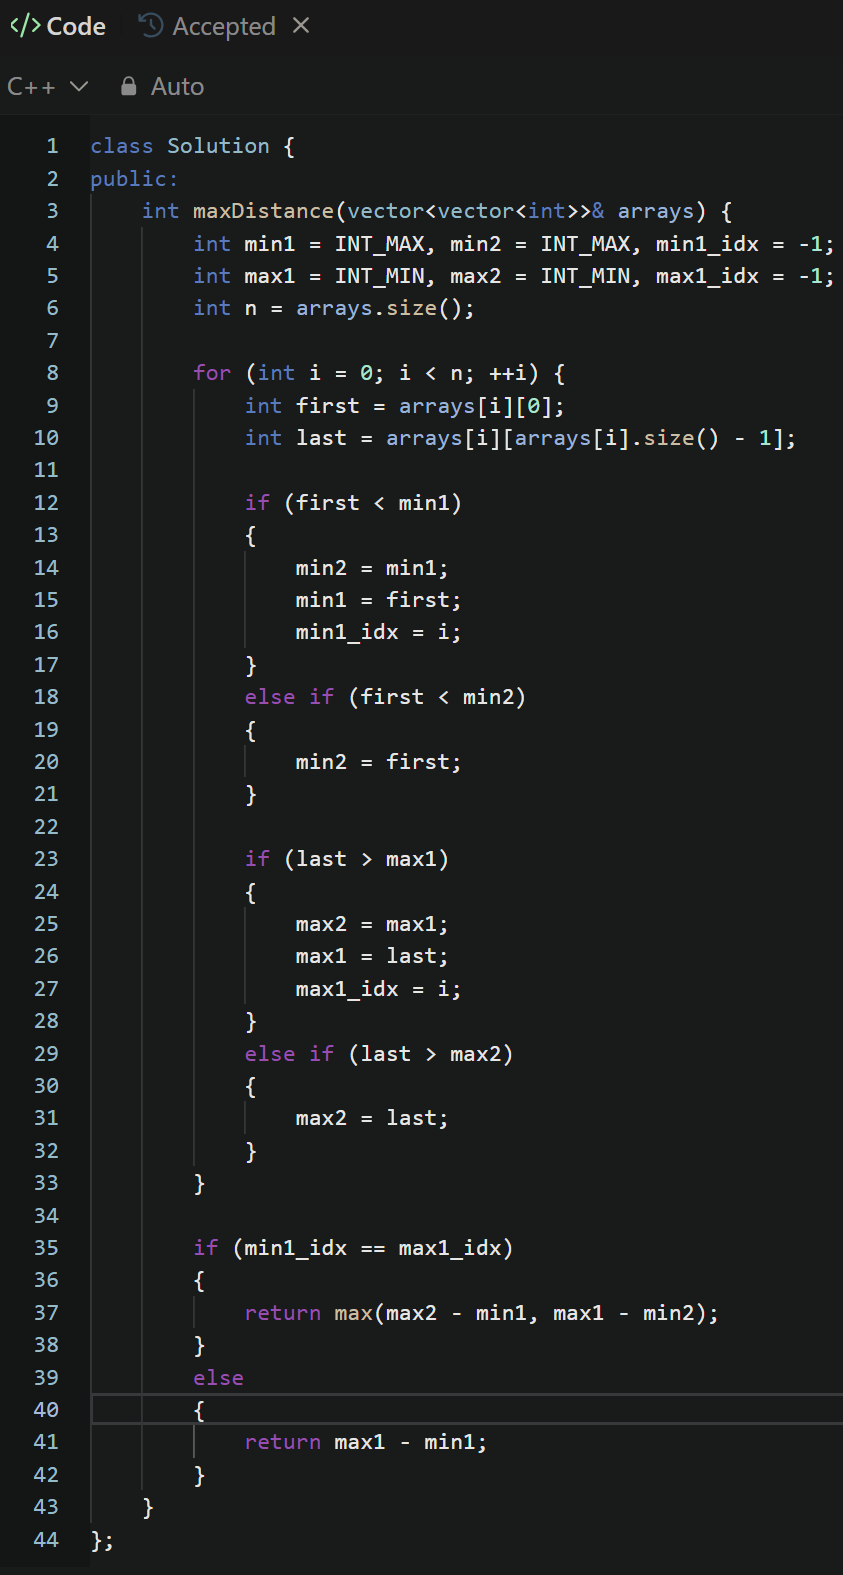 </> Code Accepted ×
C++ Auto
1 class Solution {
2 public:
3     int maxDistance(vector<vector<int>>& arrays) {
4         int min1 = INT_MAX, min2 = INT_MAX, min1_idx = -1;
5         int max1 = INT_MIN, max2 = INT_MIN, max1_idx = -1;
6         int n = arrays.size();
7
8         for (int i = 0; i < n; ++i) {
9             int first = arrays[i][0];
10             int last = arrays[i][arrays[i].size() - 1];
11
12             if (first < min1)
13             {
14                 min2 = min1;
15                 min1 = first;
16                 min1_idx = i;
17             }
18             else if (first < min2)
19             {
20                 min2 = first;
21             }
22
23             if (last > max1)
24             {
25                 max2 = max1;
26                 max1 = last;
27                 max1_idx = i;
28             }
29             else if (last > max2)
30             {
31                 max2 = last;
32             }
33         }
34
35         if (min1_idx == max1_idx)
36         {
37             return max(max2 - min1, max1 - min2);
38         }
39         else
40         {
41             return max1 - min1;
42         }
43     }
44 };